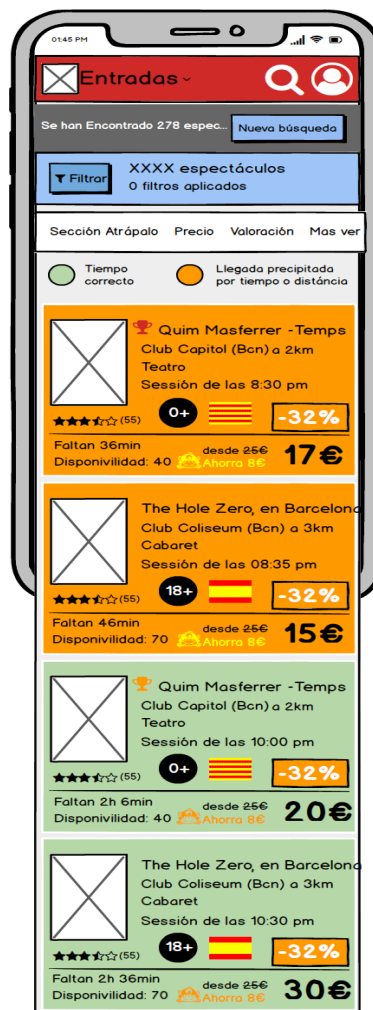 01:45 PM
Entradas
Se han Encontrado 278 espec...
Nueva búsqueda
Filtrar
XXXX espectáculos
0 filtros aplicados
Sección Atrápalo Precio Valoración Mas ver
Tiempo correcto
Llegada precipitada por tiempo o distáncia
Quim Masferrer -Temps
Club Capitol (Bcn) a 2km
Teatro
Sessión de las 8:30 pm
(55)
0+
-32%
Faltan 36min
Disponivilidad: 40
desde 25€
Ahorra 8€
17€
The Hole Zero, en Barcelona
Club Coliseum (Bcn) a 3km
Cabaret
Sessión de las 08:35 pm
(55)
18+
-32%
Faltan 46min
Disponivilidad: 70
desde 25€
Ahorra 8€
15€
Quim Masferrer -Temps
Club Capitol (Bcn) a 2km
Teatro
Sessión de las 10:00 pm
(55)
0+
-32%
Faltan 2h 6min
Disponivilidad: 40
desde 25€
Ahorra 8€
20€
The Hole Zero, en Barcelona
Club Coliseum (Bcn) a 3km
Cabaret
Sessión de las 10:30 pm
(55)
18+
-32%
Faltan 2h 36min
Disponivilidad: 70
desde 25€
Ahorra 8€
30€